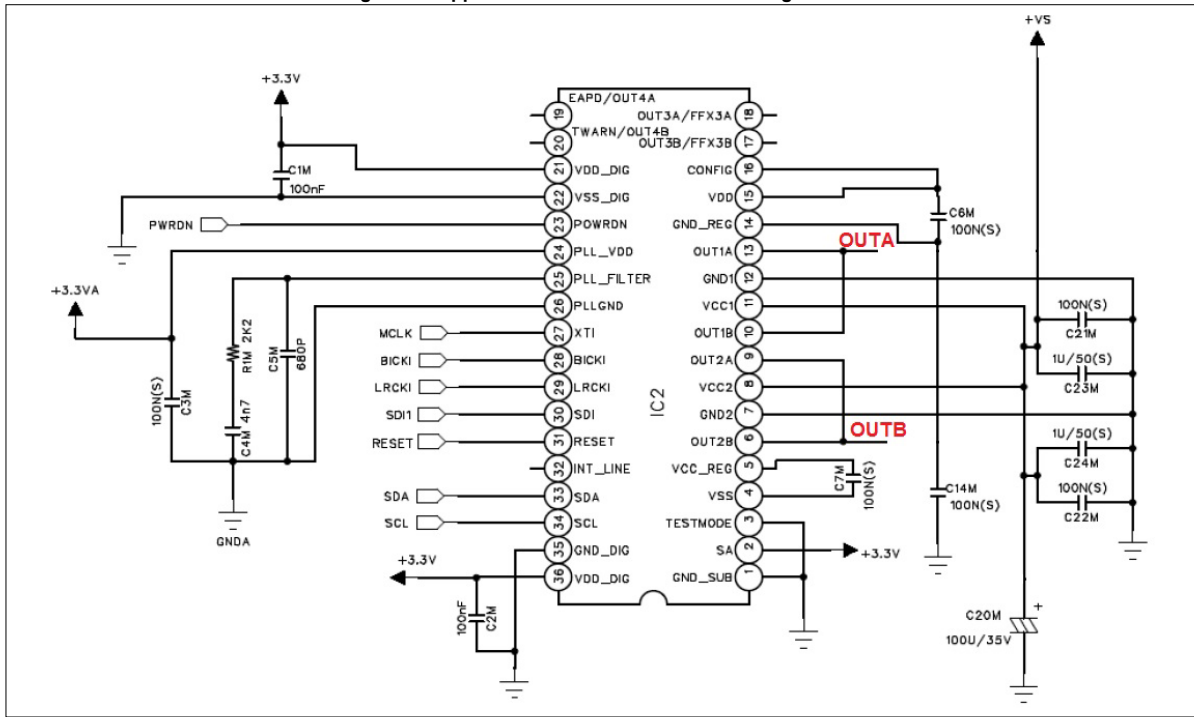 +VS
+3.3V
EAPD/OUT4A
19
OUT3A/FFX3A
18
TWARN/OUT4B
20
OUT3B/FFX3B
17
C1M
100nF
21
VDD_DIG
CONFIG
16
22
VSS_DIG
VDD
15
C6M
100N(S)
PWRDN
23
POWRDN
GND_REG
14
OUTA
24
PLL_VDD
OUT1A
13
25
PLL_FILTER
GND1
12
+3.3VA
26
PLLGND
VCC1
11
100N(S)
C21M
R1M 2K2
C5M
680P
MCLK
27
XTI
OUT1B
10
BICKI
28
BICKI
OUT2A
9
100N(S)
C3M
LRCKI
29
LRCKI
VCC2
8
1U/50(S)
C23M
IC2
C4M 4n7
SDI1
30
SDI
GND2
7
OUTB
RESET
31
RESET
OUT2B
6
1U/50(S)
C24M
32
INT_LINE
VCC_REG
5
C7M
100N(S)
SDA
33
SDA
VSS
4
C14M
100N(S)
100N(S)
C22M
SCL
34
SCL
TESTMODE
3
GNDA
35
GND_DIG
SA
2
+3.3V
+3.3V
36
VDD_DIG
GND_SUB
1
100nF
C2M
C20M
+
100U/35V